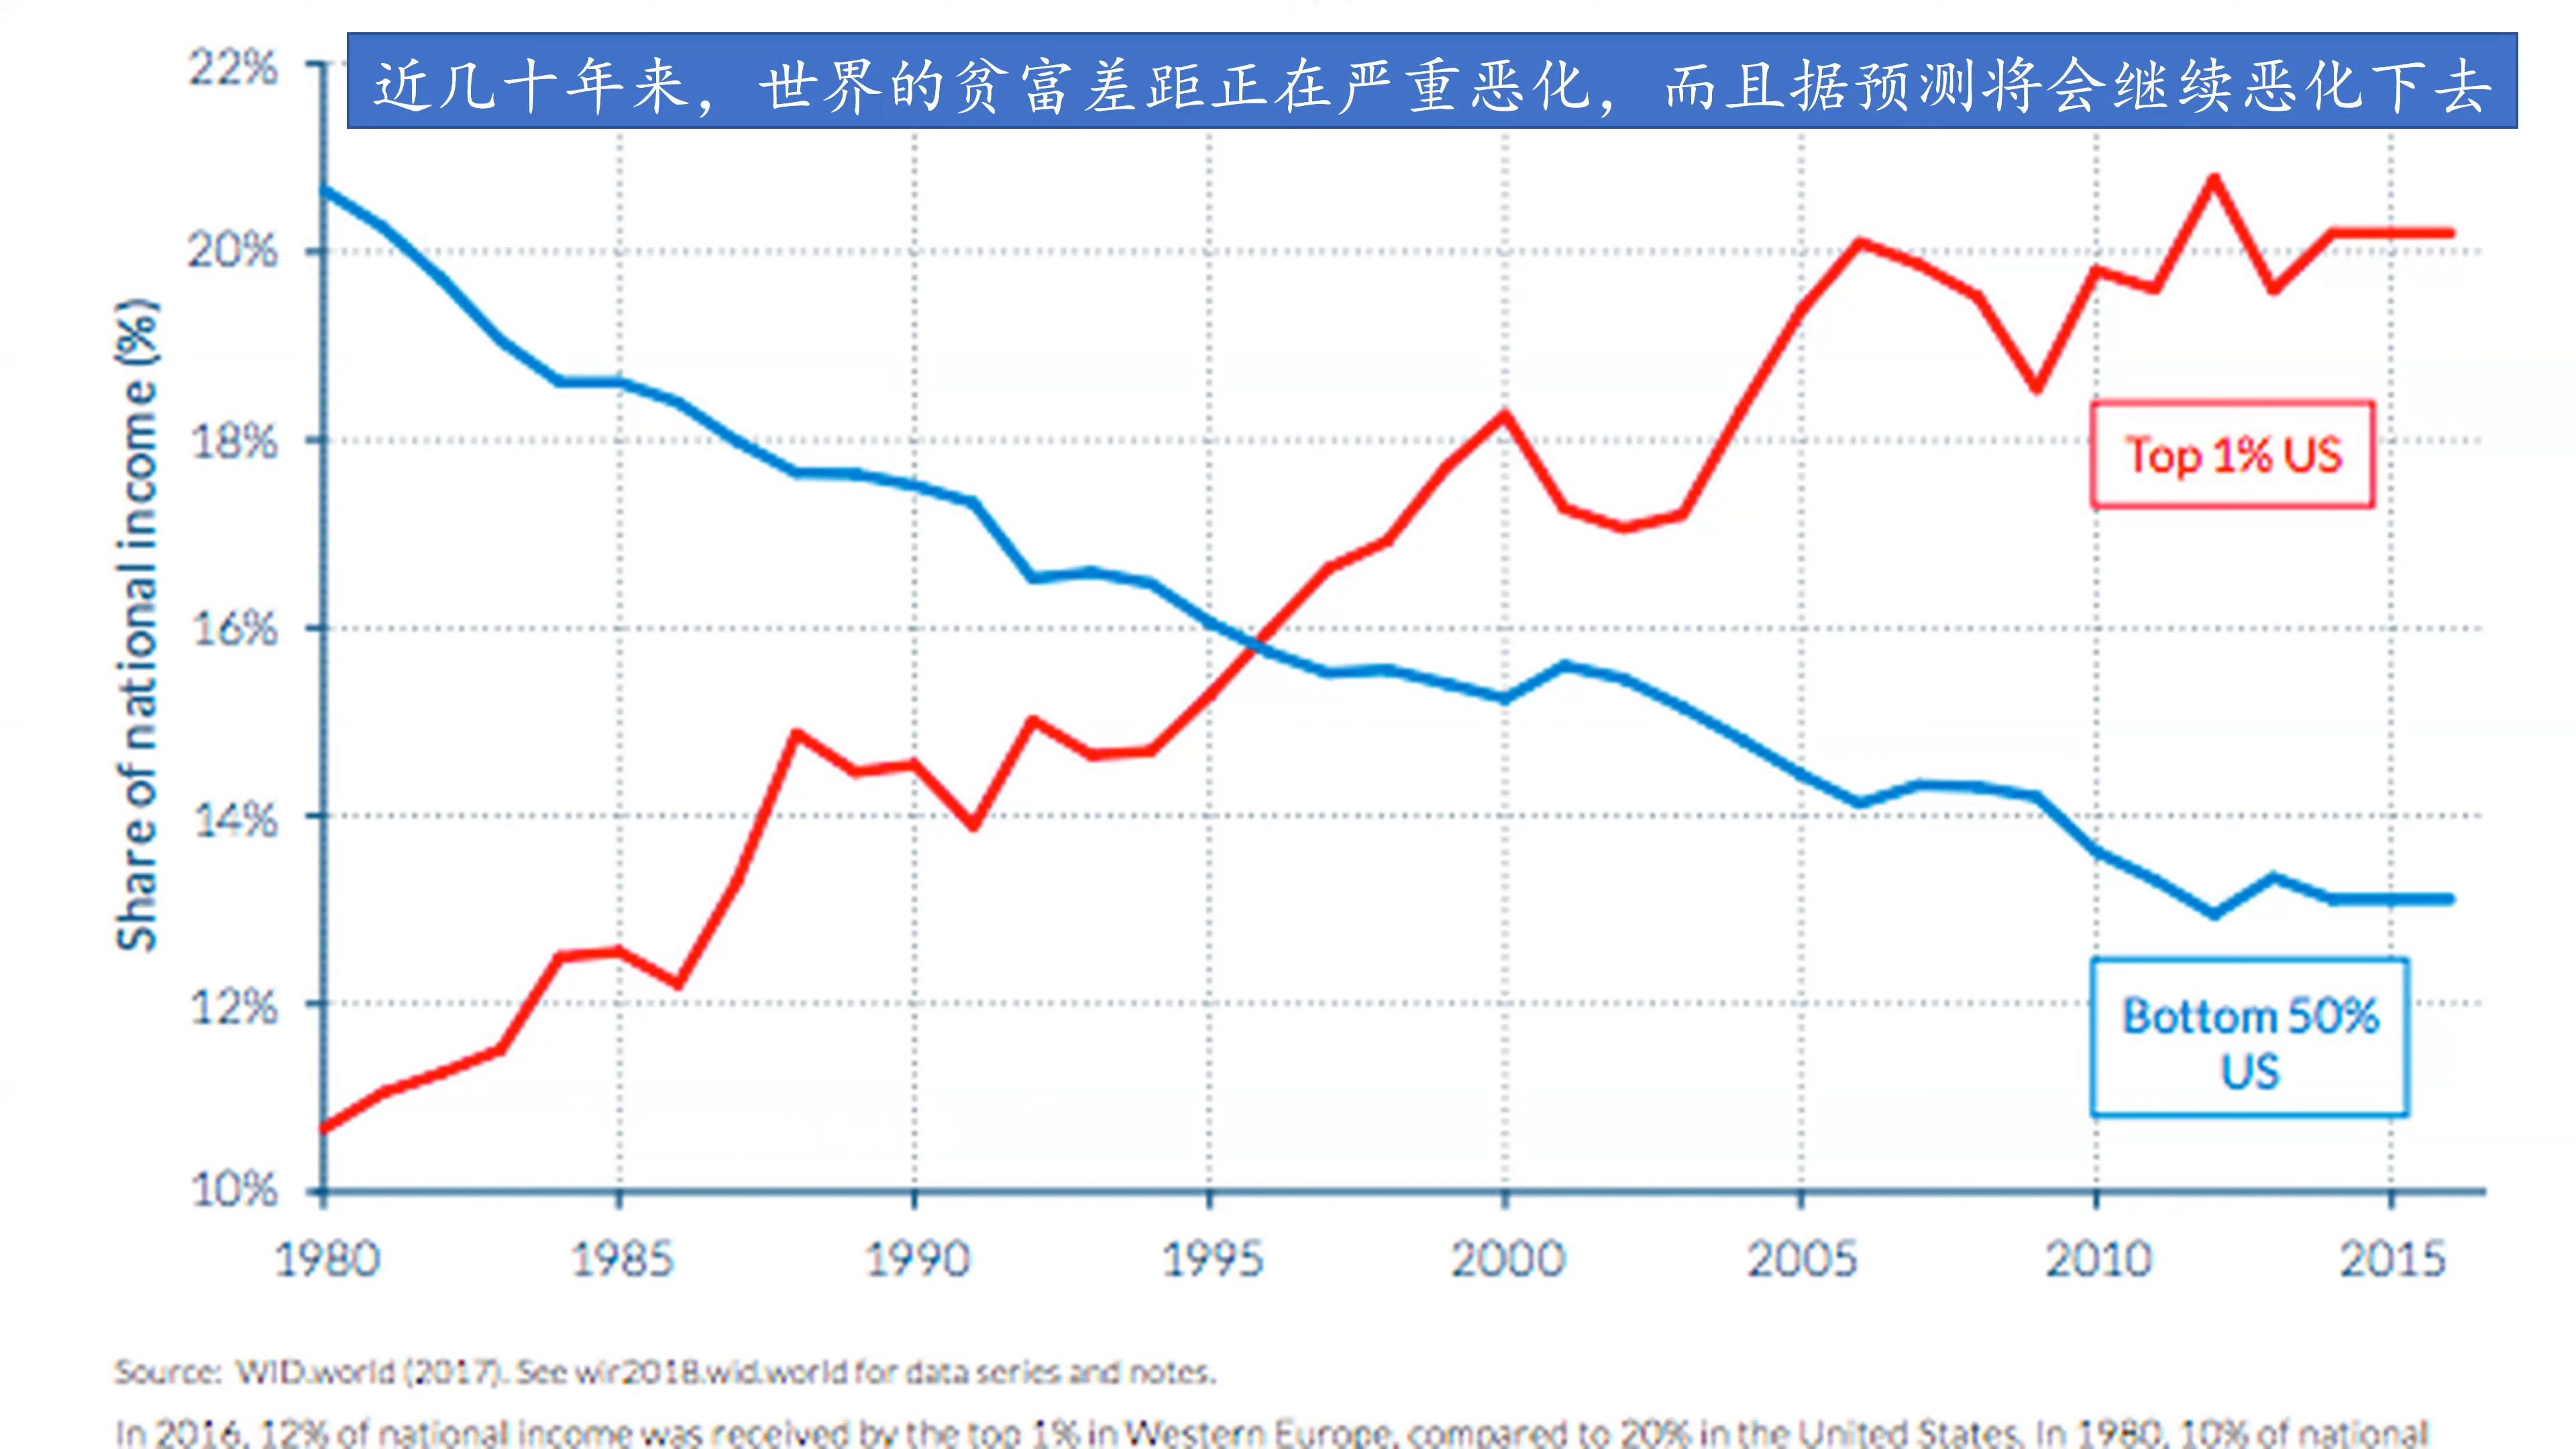 近几十年来，世界的贫富差距正在严重恶化，而且据预测将会继续恶化下去
22%
20%
18%
16%
14%
12%
10%
Share of national income (%)
Top 1% US
Bottom 50%
US
1980
1985
1990
1995
2000
2005
2010
2015
Source: WID.world (2017). See wir2018.wid.world for data series and notes.
In 2016, 12% of national income was received by the top 1% in Western Europe, compared to 20% in the United States. In 1980, 10% of national